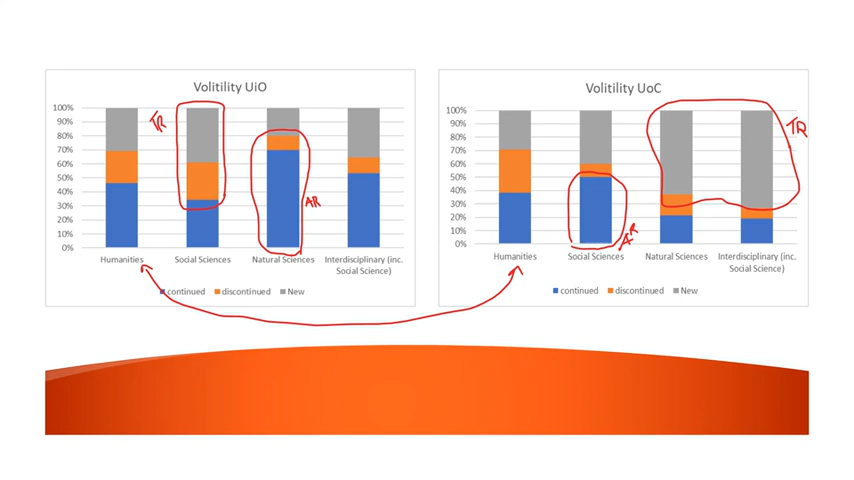 Volitility UiO
100%
90%
80%
70%
60%
50%
40%
30%
20%
10%
0%
TR
AR
Humanities
Social Sciences
Natural Sciences
Interdisciplinary (inc.
Social Science)
continued
discontinued
New
Volitility UoC
100%
90%
80%
70%
60%
50%
40%
30%
20%
10%
0%
TR
AR
Humanities
Social Sciences
Natural Sciences
Interdisciplinary (inc.
Social Science)
continued
discontinued
New